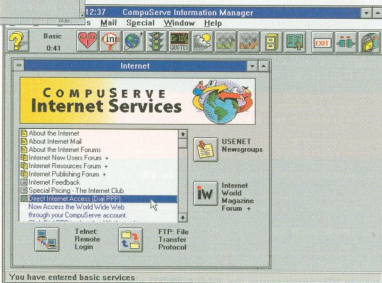 12:37 CompuServe Information Manager
s Mail Special Window Help
Basic
0:41
QUOTES
EXIT
Internet
COMPUSERVE
Internet Services
About the Internet
About Internet Mail
About the Internet Forums
Internet New Users Forum +
Internet Resources Forum +
Internet Publishing Forum +
Internet Feedback
Special Pricing - The Internet Club
Direct Internet Access (Dial PPP)
Now Access the World Wide Web
through your CompuServe account.
USENET
Newsgroups
iw
Internet
World
Magazine
Forum +
Telnet:
Remote
Login
FTP: File
Transfer
Protocol
You have entered basic services